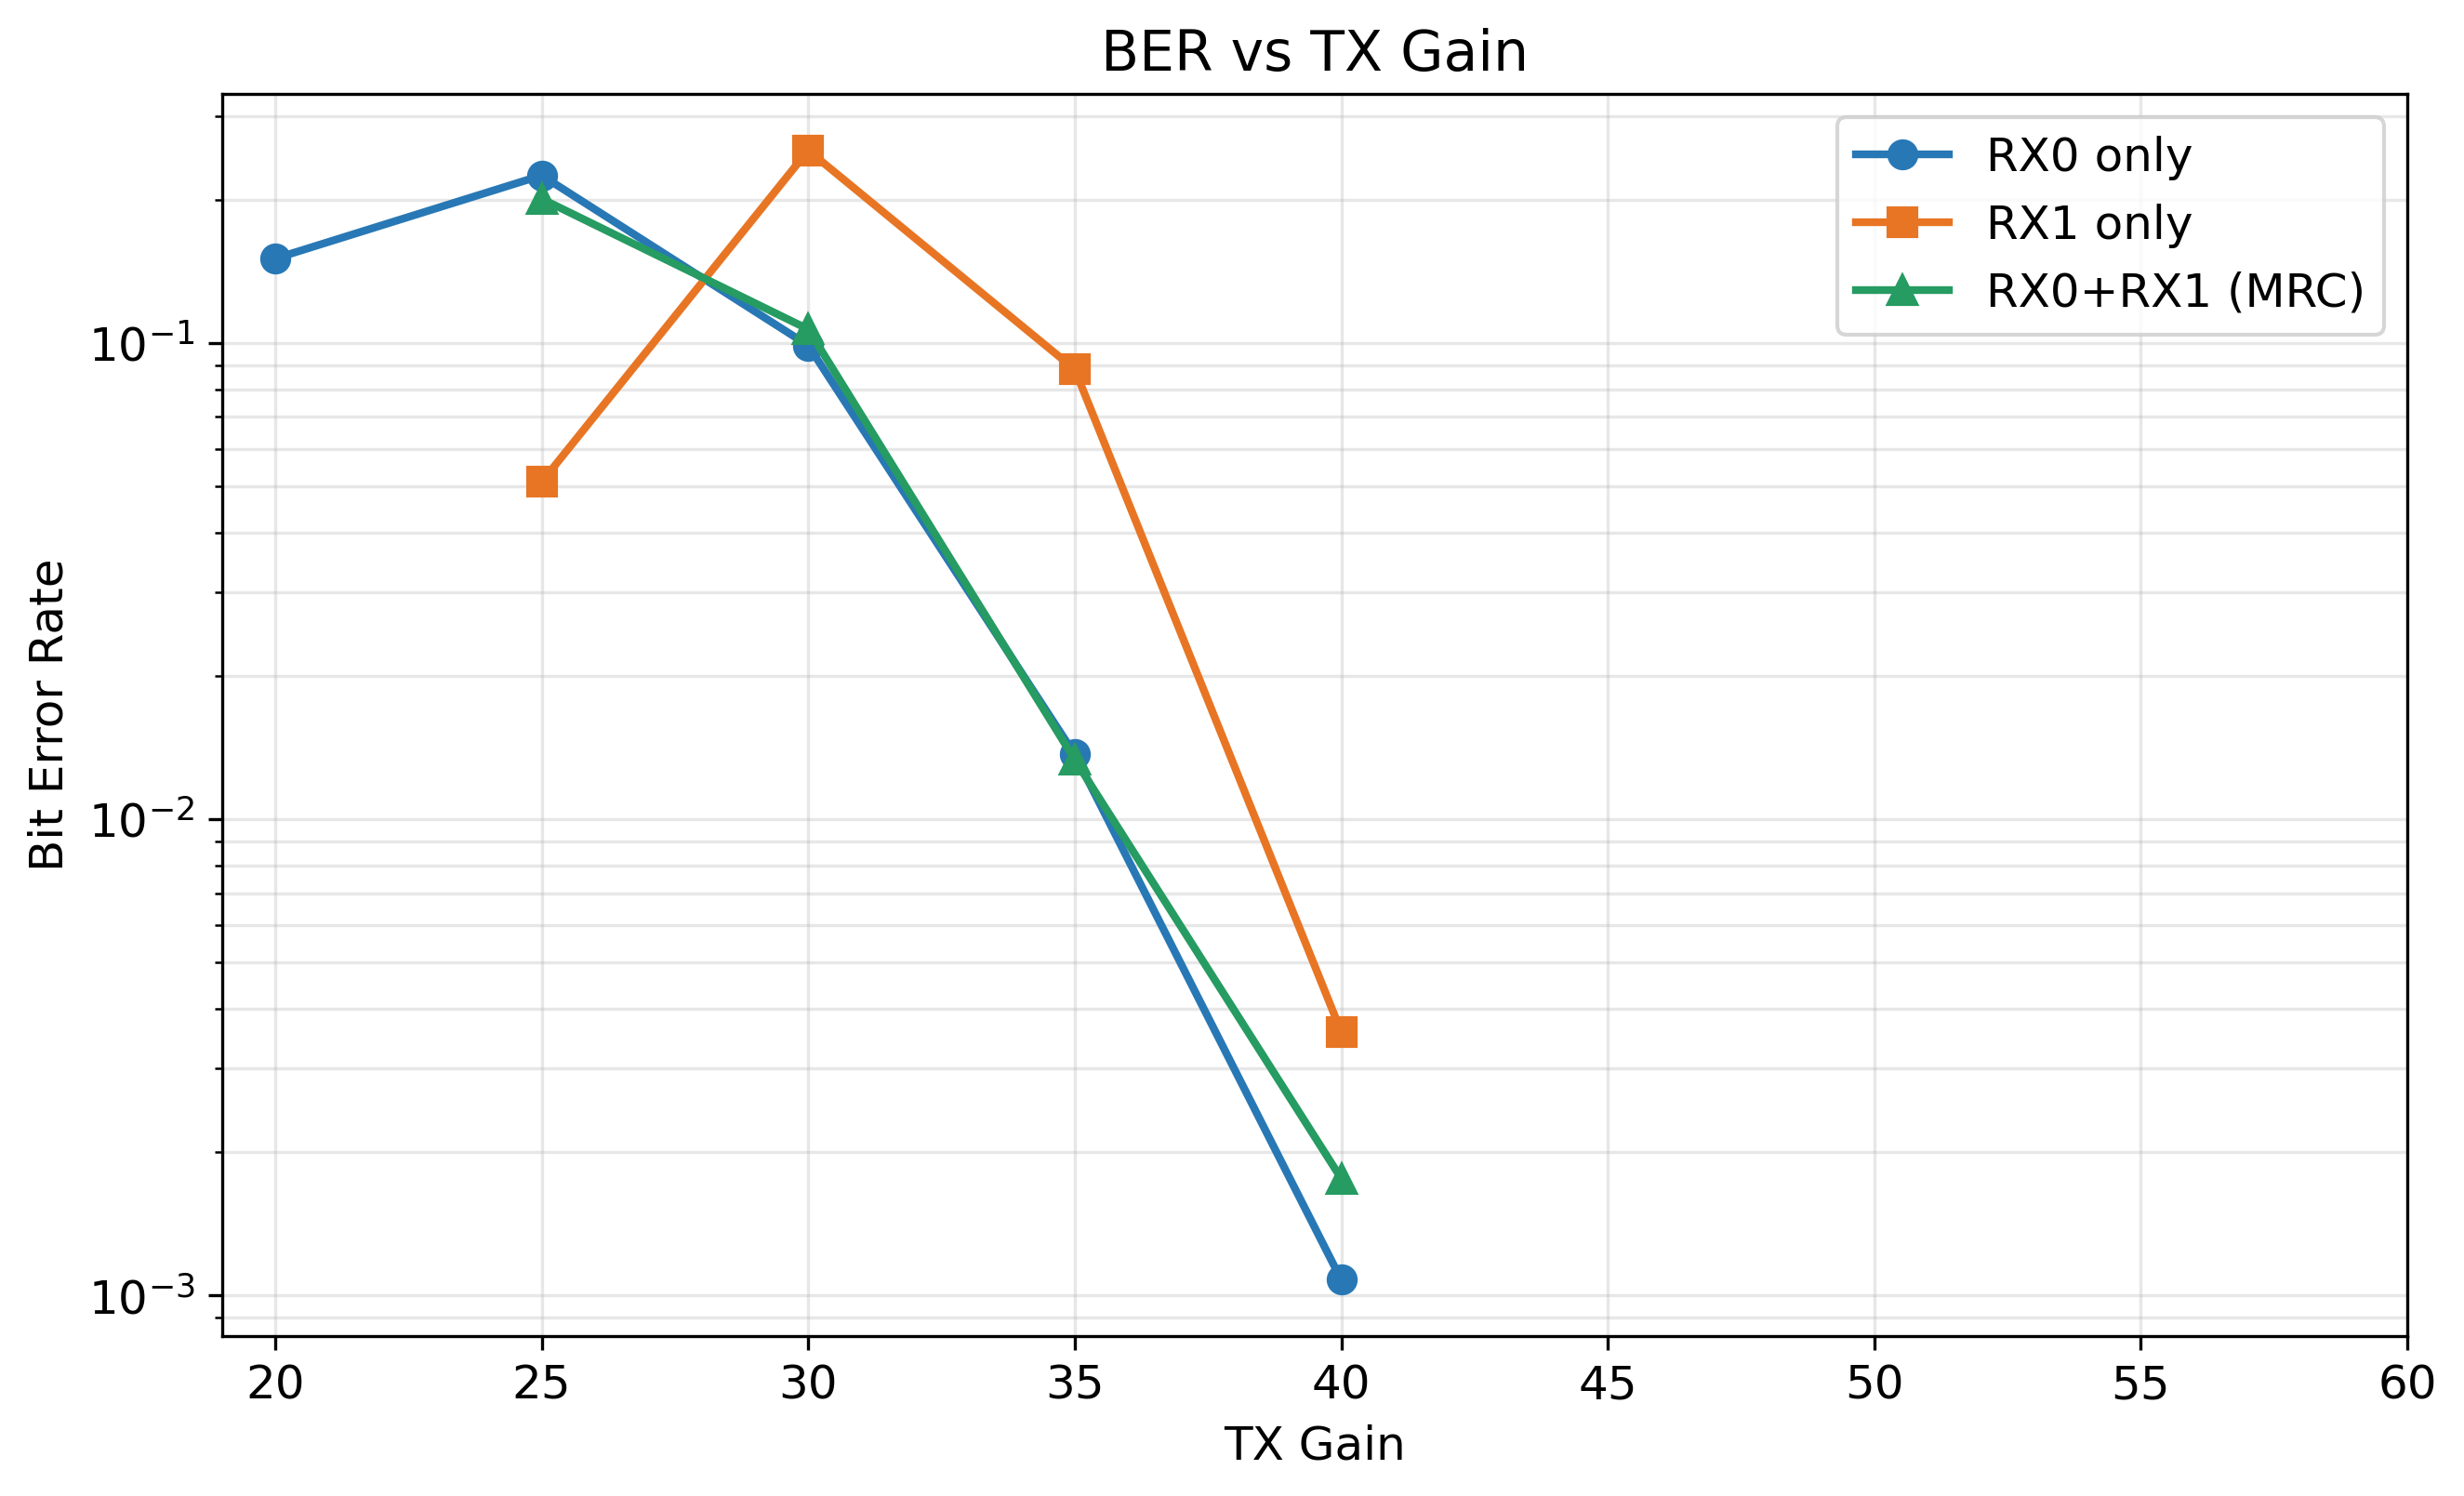 BER vs TX Gain
RX0 only
RX1 only
RX0+RX1 (MRC)
Bit Error Rate
10⁻¹
10⁻²
10⁻³
20 25 30 35 40 45 50 55 60
TX Gain